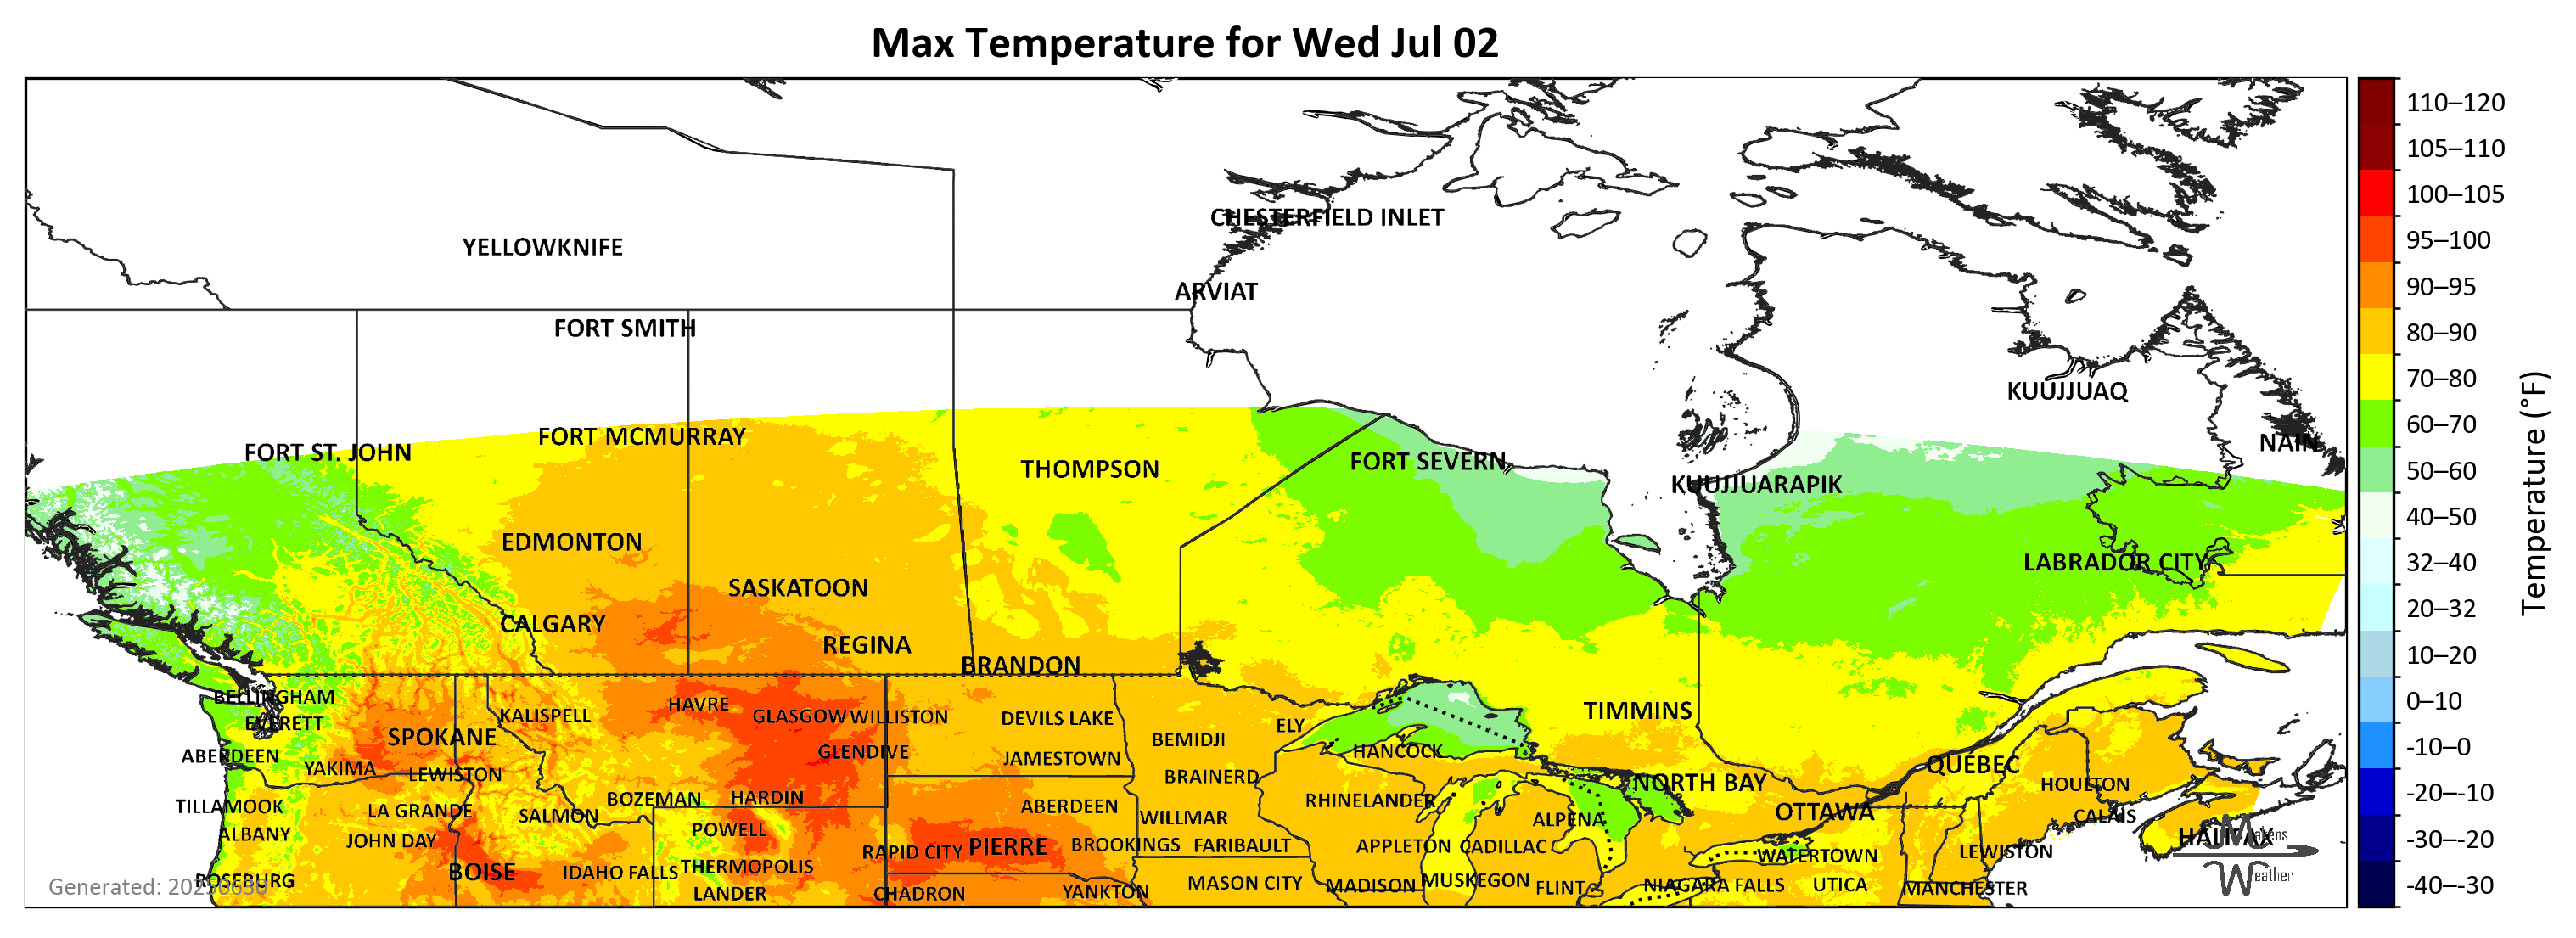 Max Temperature for Wed Jul 02
110–120
105–110
CHESTERFIELD INLET
100–105
YELLOWKNIFE
95–100
ARVIAT
90–95
FORT SMITH
80–90
KUUJJUAQ
70–80
FORT MCMURRAY
60–70
FORT ST. JOHN
NAIN
THOMPSON
FORT SEVERN
50–60
KUUJJUARAPIK
40–50
EDMONTON
LABRADOR CITY
32–40
SASKATOON
20–32
CALGARY
REGINA
BRANDON
10–20
Temperature (°F)
BELLINGHAM
HAVRE
0–10
EVERETT
KALISPELL
GLASGOW WILLISTON
DEVILS LAKE
ELY
TIMMINS
SPOKANE
BEMIDJI
-10–0
ABERDEEN
GLENDIVE
JAMESTOWN
HANCOCK
YAKIMA
LEWISTON
BRAINERD
QUÉBEC
NORTH BAY
HOULTON
-20–-10
TILLAMOOK
LA GRANDE
SALMON
BOZEMAN
HARDIN
ABERDEEN
RHINELANDER
OTTAWA
CALAIS
WILLMAR
ALPENA
ALBANY
JOHN DAY
POWELL
RAPID CITY
PIERRE
BROOKINGS
FARIBAULT
APPLETON
CADILLAC
WATERTOWN
LEWISTON
HALIFAX
Makens
Weather
-30–-20
BOISE
IDAHO FALLS
THERMOPOLIS
ROSEBURG
Generated: 20250630
LANDER
CHADRON
YANKTON
MASON CITY
MADISON
MUSKEGON
FLINT
NIAGARA FALLS
UTICA
MANCHESTER
-40–-30